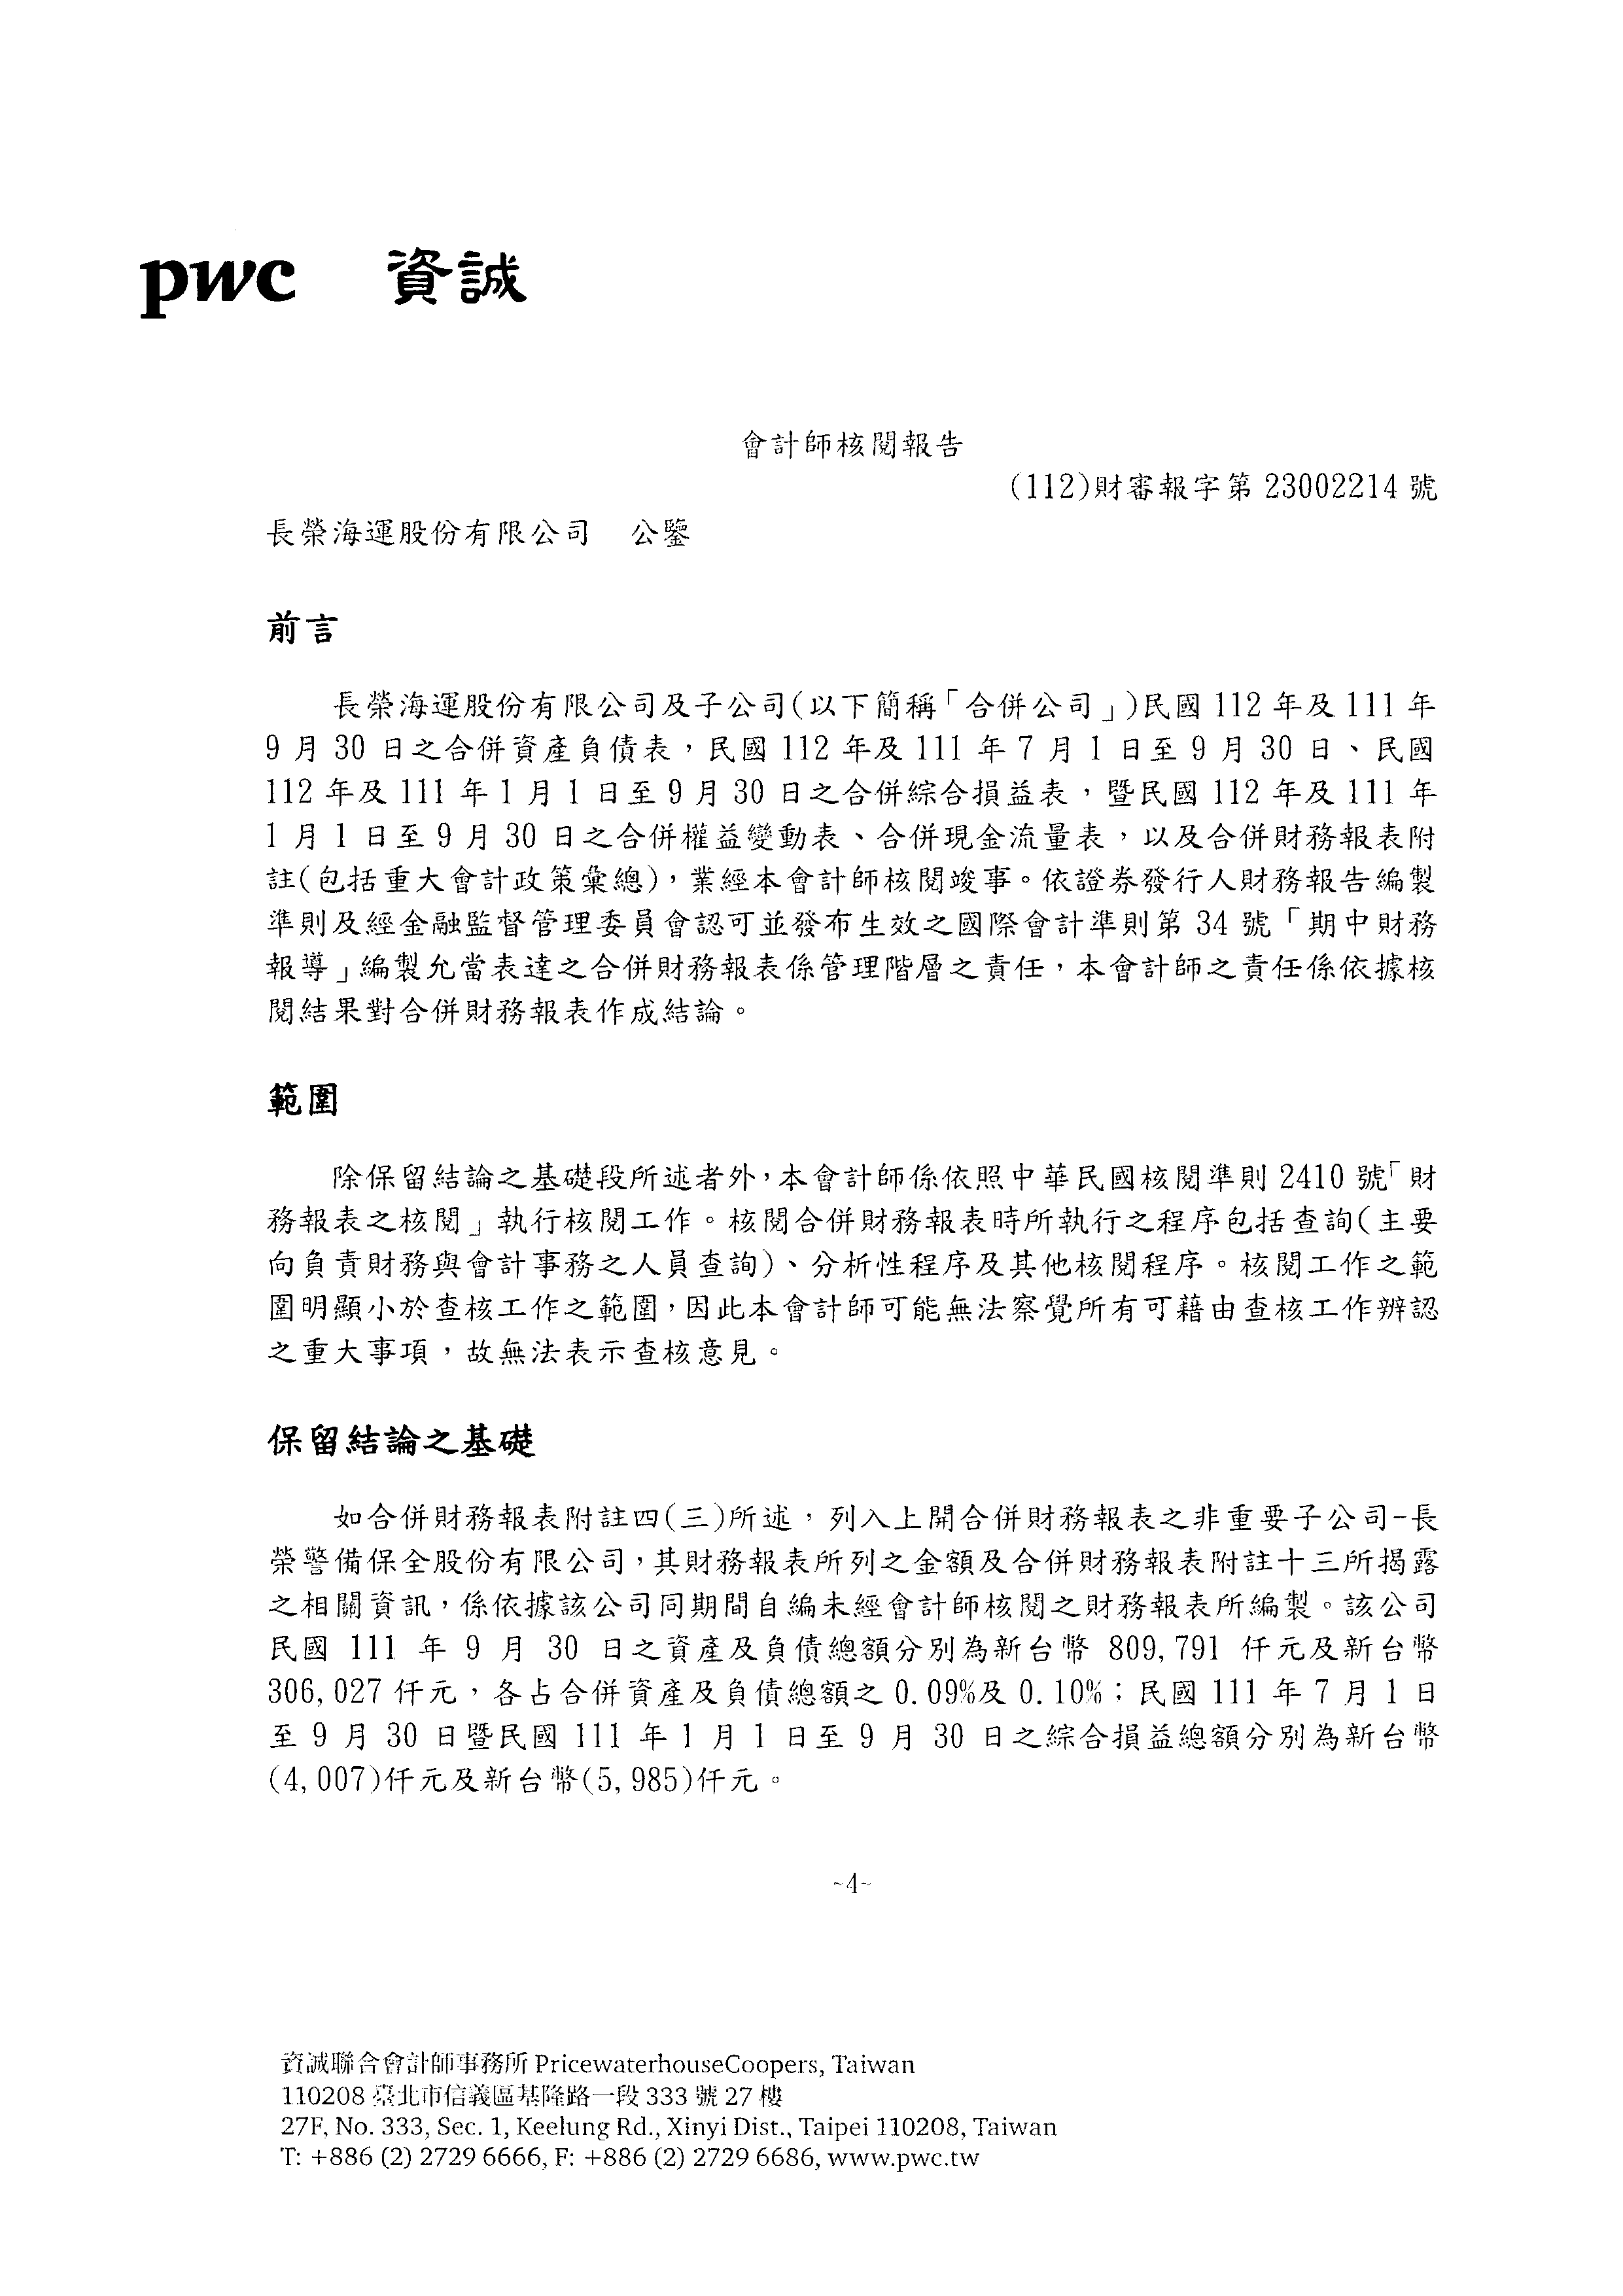 pwc 資誠
會計師核閱報告
(112)財審報字第 23002214 號
長榮海運股份有限公司 公鑒
前言
長榮海運股份有限公司及子公司(以下簡稱「合併公司」)民國 112 年及 111 年
9 月 30 日之合併資產負債表，民國 112 年及 111 年 7 月 1 日至 9 月 30 日、民國
112 年及 111 年 1 月 1 日至 9 月 30 日之合併綜合損益表，暨民國 112 年及 111 年
1 月 1 日至 9 月 30 日之合併權益變動表、合併現金流量表，以及合併財務報表附
註(包括重大會計政策彙總)，業經本會計師核閱竣事。依證券發行人財務報告編製
準則及經金融監督管理委員會認可並發布生效之國際會計準則第 34 號「期中財務
報導」編製允當表達之合併財務報表係管理階層之責任，本會計師之責任係依據核
閱結果對合併財務報表作成結論。
範圍
除保留結論之基礎段所述者外，本會計師係依照中華民國核閱準則 2410 號「財
務報表之核閱」執行核閱工作。核閱合併財務報表時所執行之程序包括查詢(主要
向負責財務與會計事務之人員查詢)、分析性程序及其他核閱程序。核閱工作之範
圍明顯小於查核工作之範圍，因此本會計師可能無法察覺所有可藉由查核工作辨認
之重大事項，故無法表示查核意見。
保留結論之基礎
如合併財務報表附註四(三)所述，列入上開合併財務報表之非重要子公司-長
榮警備保全股份有限公司，其財務報表所列之金額及合併財務報表附註十三所揭露
之相關資訊，係依據該公司同期間自編未經會計師核閱之財務報表所編製。該公司
民國 111 年 9 月 30 日之資產及負債總額分別為新台幣 809,791 仟元及新台幣
306,027 仟元，各占合併資產及負債總額之 0.09%及 0.10%；民國 111 年 7 月 1 日
至 9 月 30 日暨民國 111 年 1 月 1 日至 9 月 30 日之綜合損益總額分別為新台幣
(4,007)仟元及新台幣(5,985)仟元。
~4~
資誠聯合會計師事務所 PricewaterhouseCoopers, Taiwan
110208 臺北市信義區基隆路一段 333 號 27 樓
27F, No. 333, Sec. 1, Keelung Rd., Xinyi Dist., Taipei 110208, Taiwan
T: +886 (2) 2729 6666, F: +886 (2) 2729 6686, www.pwc.tw